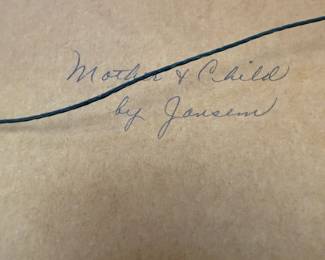 Mother & Child
by Jansem